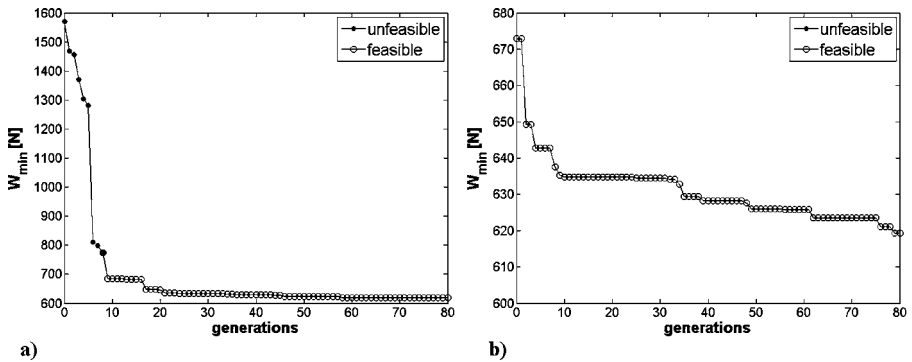 1600
1500
1400
1300
1200
1100
1000
900
800
700
600
W_min [N]
0 10 20 30 40 50 60 70 80
generations
unfeasible
feasible
a)
680
670
660
650
640
630
620
610
600
W_min [N]
0 10 20 30 40 50 60 70 80
generations
unfeasible
feasible
b)